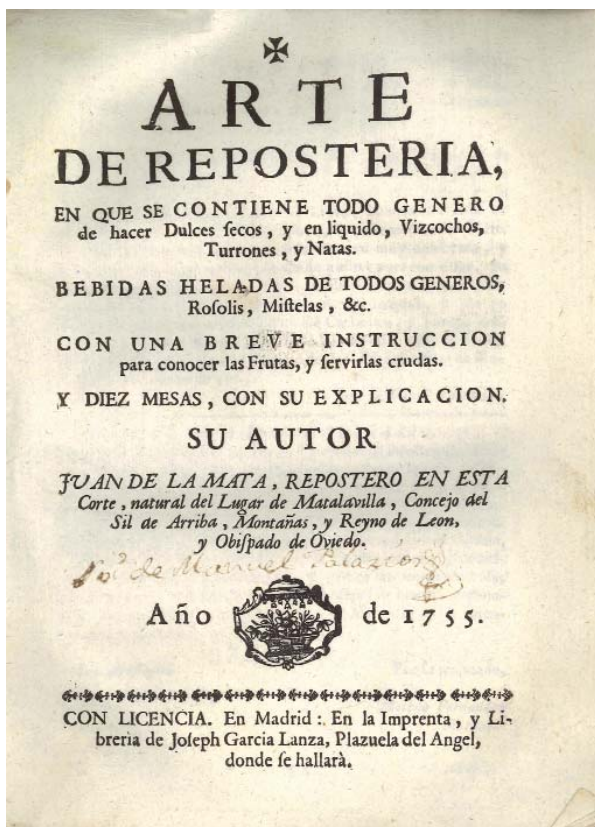 ARTE
DE REPOSTERIA,
EN QUE SE CONTIENE TODO GENERO
de hacer Dulces ſecos, y en liquido, Vizcochos,
Turrones, y Natas.
BEBIDAS HELADAS DE TODOS GENEROS,
Roſolis, Miſtelas, &c.
CON UNA BREVE INSTRUCCION
para conocer las Frutas, y ſervirlas crudas.
Y DIEZ MESAS, CON SU EXPLICACION.
SU AUTOR
JUAN DE LA MATA, REPOSTERO EN ESTA
Corte, natural del Lugar de Matalavilla, Concejo del
Sil de Arriba, Montañas, y Reyno de Leon,
y Obiſpado de Oviedo.
de Manuel Palazios
Año de 1755.
CON LICENCIA. En Madrid: En la Imprenta, y Li-
breria de Joſeph Garcia Lanza, Plazuela del Angel,
donde ſe hallarà.